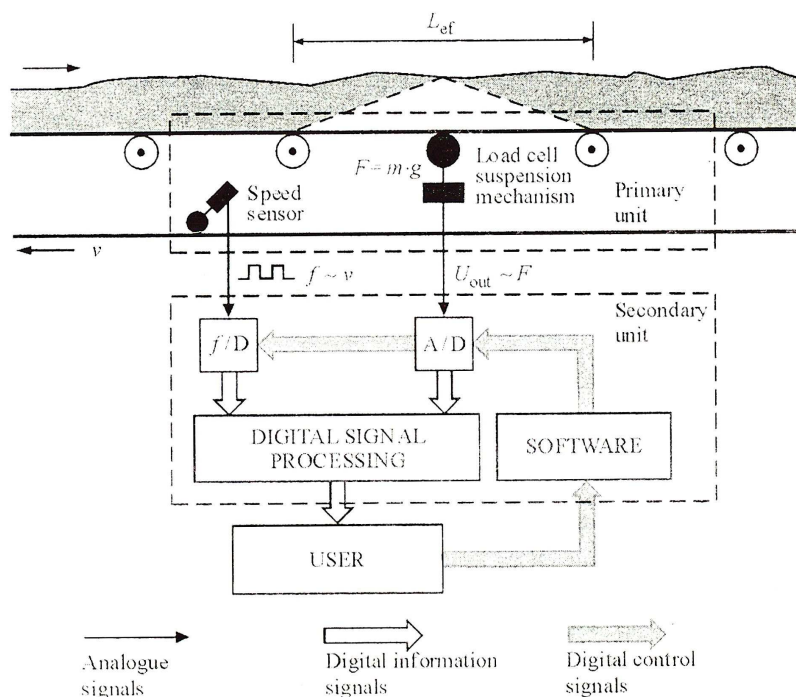 L_ef
F = m·g
Load cell
suspension
mechanism
Speed
sensor
Primary
unit
v
f ~ v
U_out ~ F
Secondary
unit
f/D
A/D
DIGITAL SIGNAL
PROCESSING
SOFTWARE
USER
Analogue
signals
Digital information
signals
Digital control
signals